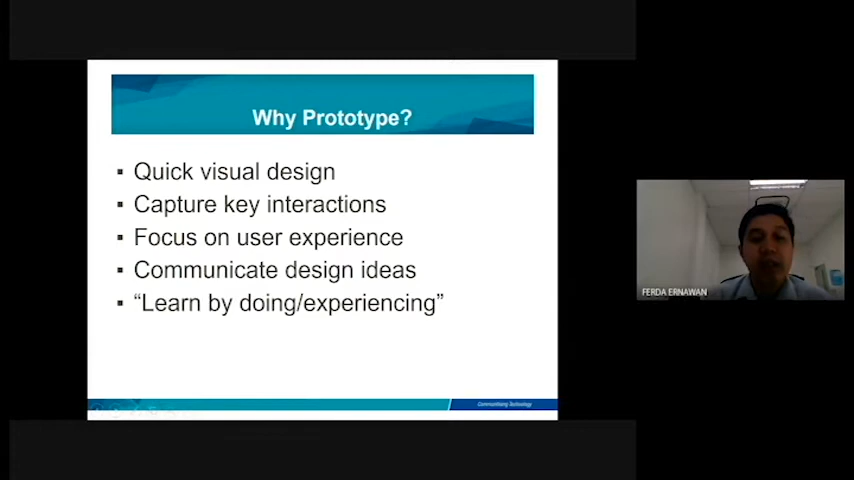 Why Prototype?
▪ Quick visual design
▪ Capture key interactions
▪ Focus on user experience
▪ Communicate design ideas
▪ “Learn by doing/experiencing”
Communitising Technology
FERDA ERNAWAN